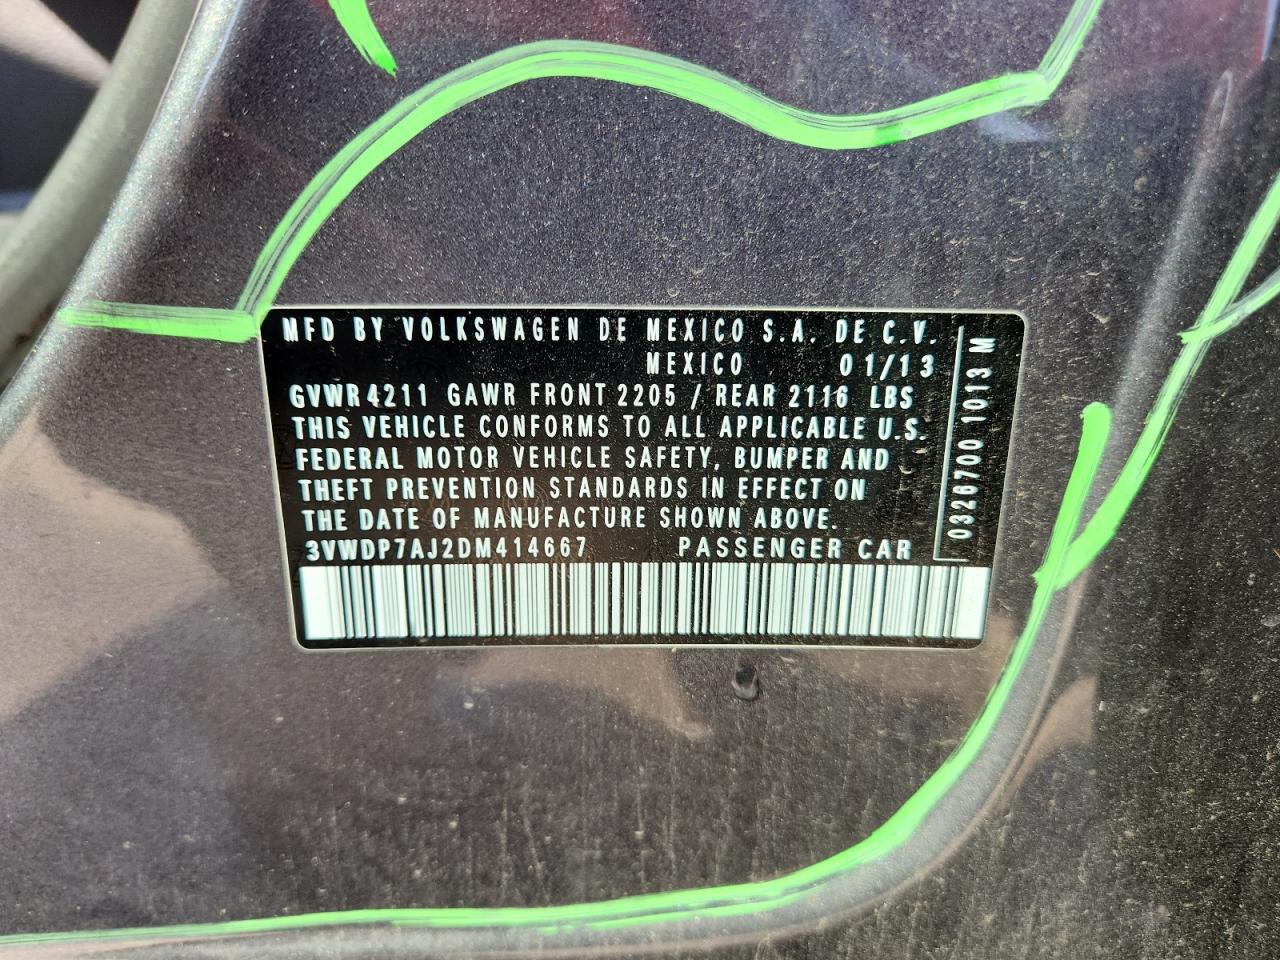 MFD BY VOLKSWAGEN DE MEXICO S.A. DE C.V.
MEXICO 01/13
GVWR 4211 GAWR FRONT 2205 / REAR 2116 LBS
THIS VEHICLE CONFORMS TO ALL APPLICABLE U.S.
FEDERAL MOTOR VEHICLE SAFETY, BUMPER AND
THEFT PREVENTION STANDARDS IN EFFECT ON
THE DATE OF MANUFACTURE SHOWN ABOVE.
3VWDP7AJ2DM414667 PASSENGER CAR
0326700 1013 M